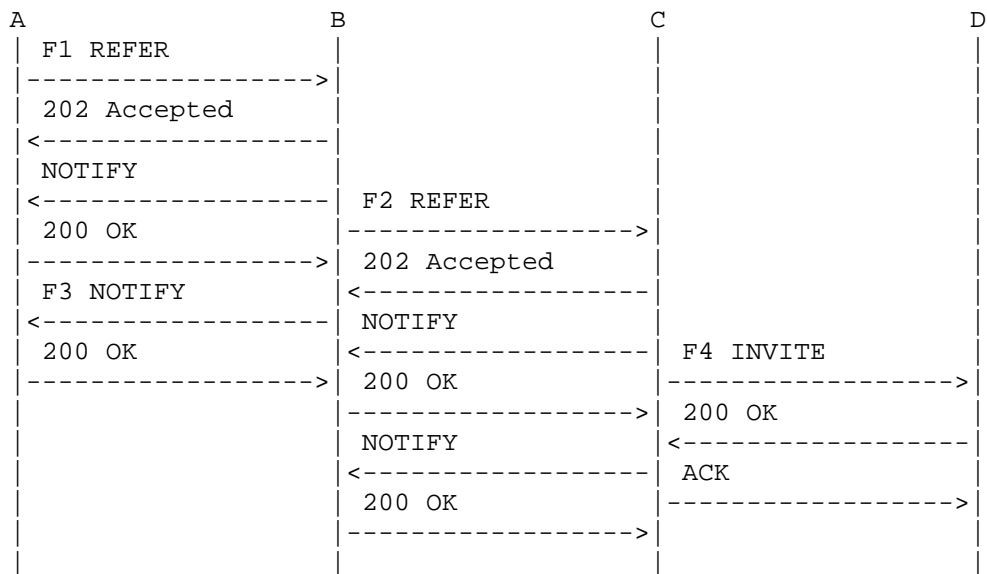 A B C D
F1 REFER
202 Accepted
NOTIFY
F2 REFER
200 OK
202 Accepted
F3 NOTIFY
NOTIFY
200 OK F4 INVITE
200 OK
200 OK
NOTIFY
ACK
200 OK